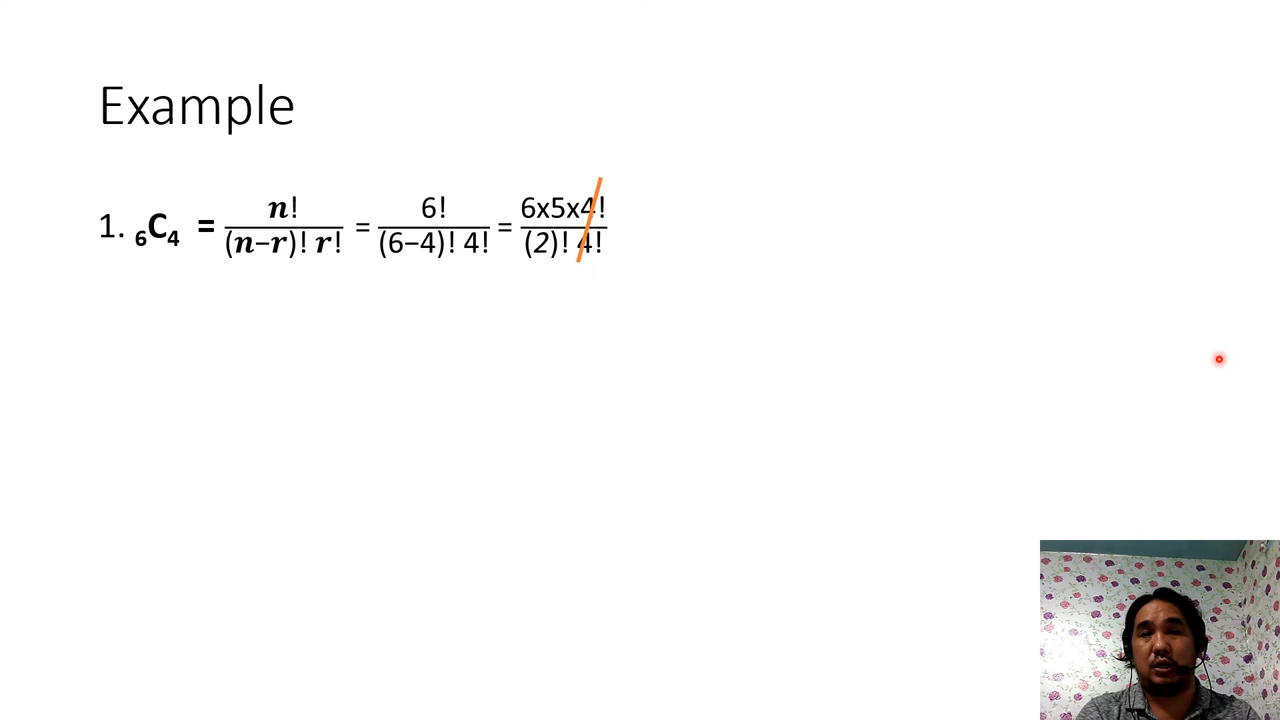 Example
1. ₆C₄ = n!/((n−r)! r!) = 6!/((6−4)! 4!) = 6x5x4!/((2)! 4!)